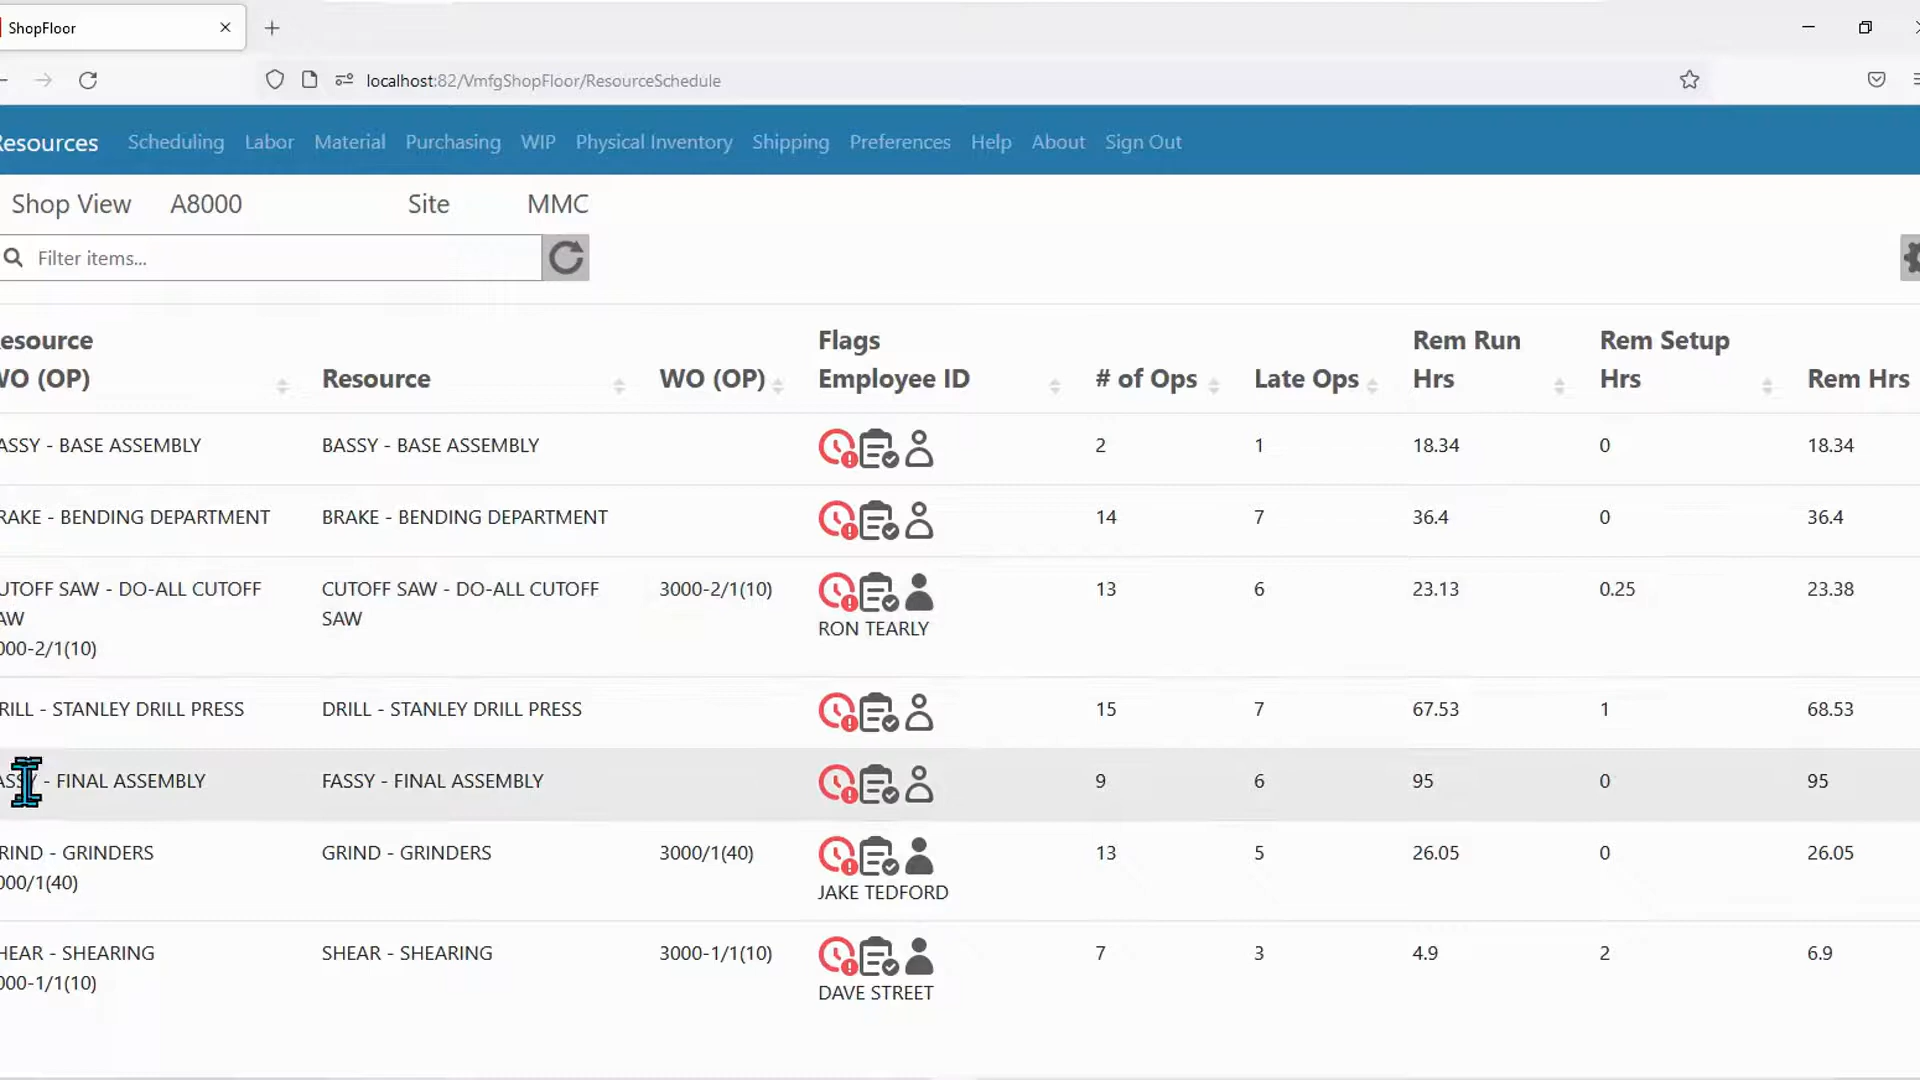 ShopFloor
localhost:82/VmfgShopFloor/ResourceSchedule
esources Scheduling Labor Material Purchasing WIP Physical Inventory Shipping Preferences Help About Sign Out
Shop View A8000 Site MMC
Filter items...
esource Flags Rem Run Rem Setup
WO (OP) Resource WO (OP) Employee ID # of Ops Late Ops Hrs Hrs Rem Hrs
ASSY - BASE ASSEMBLY BASSY - BASE ASSEMBLY 2 1 18.34 0 18.34
RAKE - BENDING DEPARTMENT BRAKE - BENDING DEPARTMENT 14 7 36.4 0 36.4
UTOFF SAW - DO-ALL CUTOFF CUTOFF SAW - DO-ALL CUTOFF 3000-2/1(10) 13 6 23.13 0.25 23.38
AW SAW RON TEARLY
000-2/1(10)
RILL - STANLEY DRILL PRESS DRILL - STANLEY DRILL PRESS 15 7 67.53 1 68.53
ASSY - FINAL ASSEMBLY FASSY - FINAL ASSEMBLY 9 6 95 0 95
RIND - GRINDERS GRIND - GRINDERS 3000/1(40) 13 5 26.05 0 26.05
000/1(40) JAKE TEDFORD
HEAR - SHEARING SHEAR - SHEARING 3000-1/1(10) 7 3 4.9 2 6.9
000-1/1(10) DAVE STREET